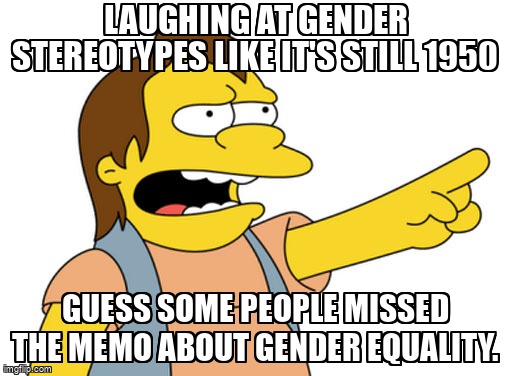 LAUGHING AT GENDER
STEREOTYPES LIKE IT'S STILL 1950
GUESS SOME PEOPLE MISSED
THE MEMO ABOUT GENDER EQUALITY.
imgflip.com